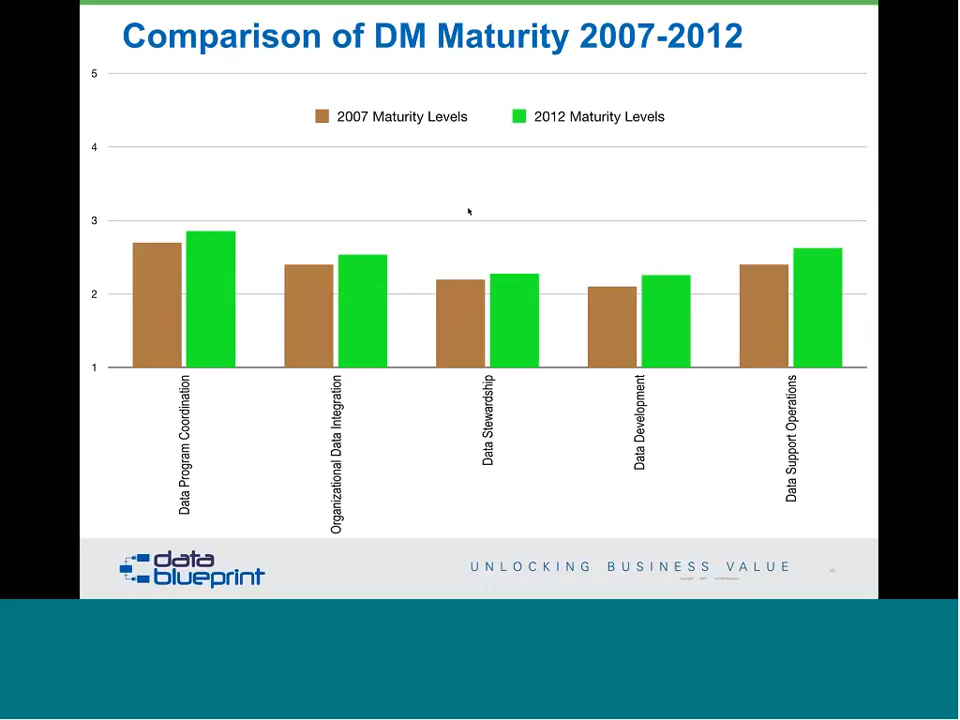 Comparison of DM Maturity 2007-2012
5
2007 Maturity Levels
2012 Maturity Levels
4
3
2
1
Data Program Coordination
Organizational Data Integration
Data Stewardship
Data Development
Data Support Operations
data
blueprint
UNLOCKING BUSINESS VALUE